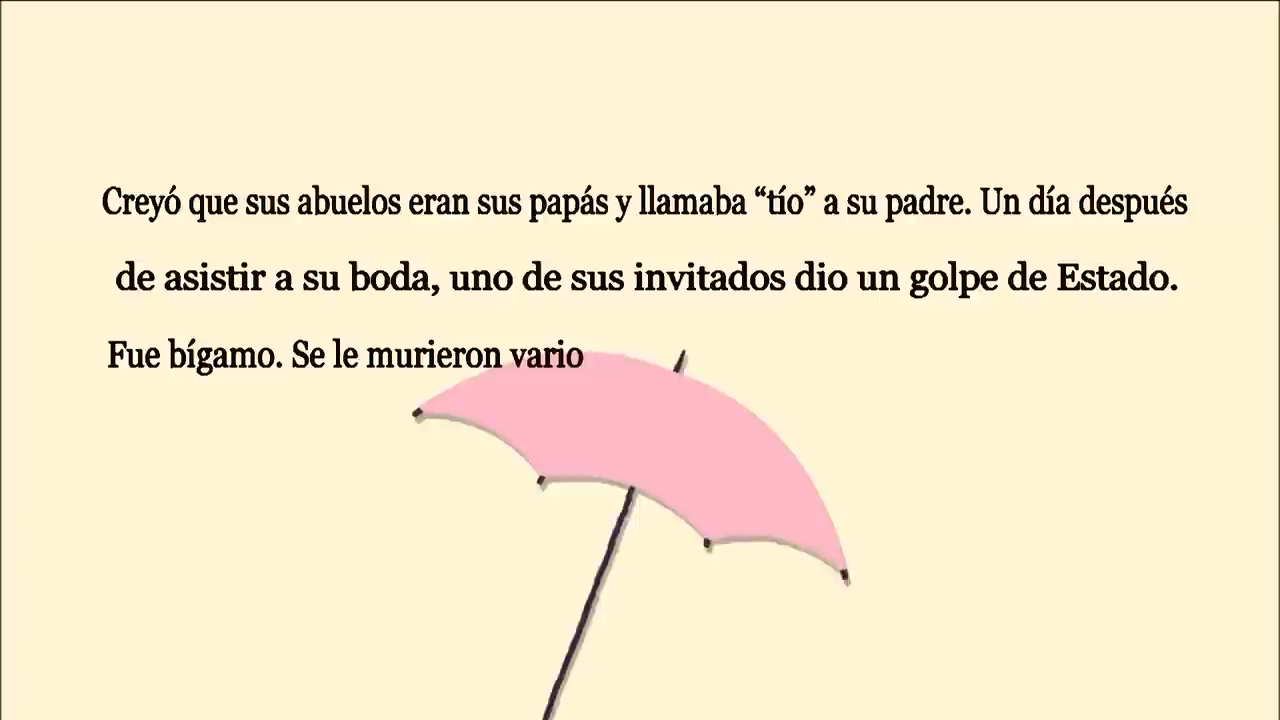 Creyó que sus abuelos eran sus papás y llamaba “tío” a su padre. Un día después
de asistir a su boda, uno de sus invitados dio un golpe de Estado.
Fue bígamo. Se le murieron vario